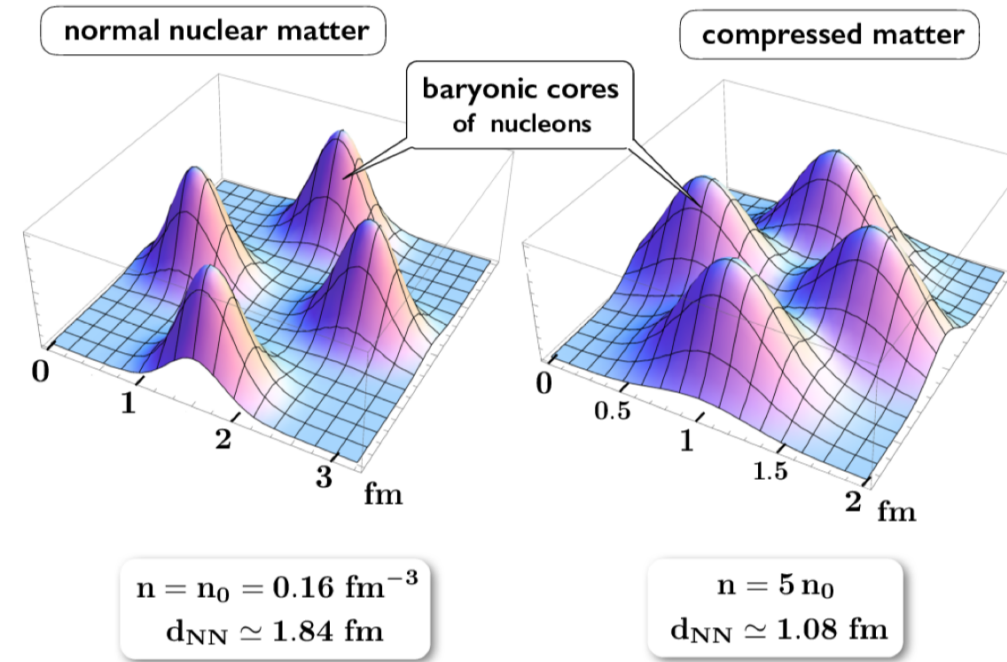 normal nuclear matter
compressed matter
baryonic cores
of nucleons
0
1
2
3
fm
0
0.5
1
1.5
2
fm
n = n₀ = 0.16 fm⁻³
d_NN ≃ 1.84 fm
n = 5 n₀
d_NN ≃ 1.08 fm